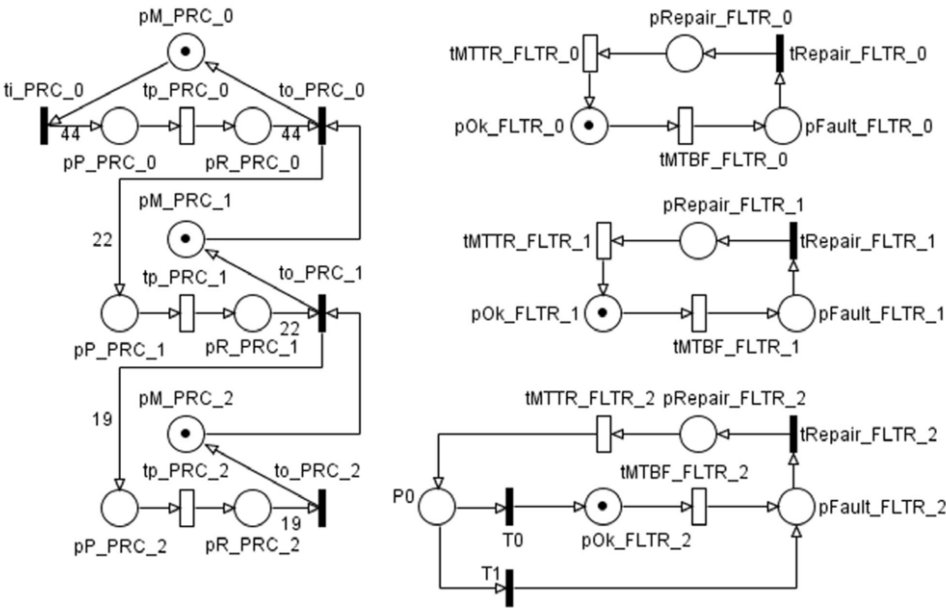 pM_PRC_0
ti_PRC_0 tp_PRC_0 to_PRC_0
44 44
pP_PRC_0 pR_PRC_0
pM_PRC_1
22
tp_PRC_1 to_PRC_1
22
pP_PRC_1 pR_PRC_1
pM_PRC_2
19
tp_PRC_2 to_PRC_2
19
pP_PRC_2 pR_PRC_2
pRepair_FLTR_0
tMTTR_FLTR_0 tRepair_FLTR_0
pOk_FLTR_0 pFault_FLTR_0
tMTBF_FLTR_0
pRepair_FLTR_1
tMTTR_FLTR_1 tRepair_FLTR_1
pOk_FLTR_1 pFault_FLTR_1
tMTBF_FLTR_1
tMTTR_FLTR_2 pRepair_FLTR_2
tRepair_FLTR_2
tMTBF_FLTR_2
P0 pFault_FLTR_2
T0 pOk_FLTR_2
T1